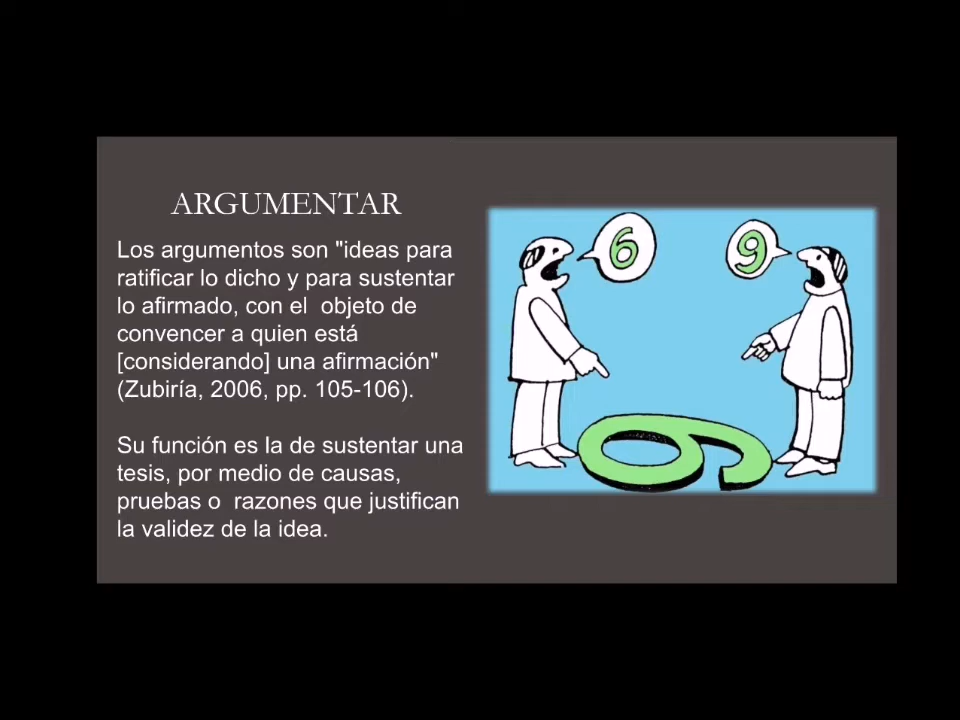 ARGUMENTAR
Los argumentos son "ideas para
ratificar lo dicho y para sustentar
lo afirmado, con el objeto de
convencer a quien está
[considerando] una afirmación"
(Zubiría, 2006, pp. 105-106).
Su función es la de sustentar una
tesis, por medio de causas,
pruebas o razones que justifican
la validez de la idea.
6
9
6